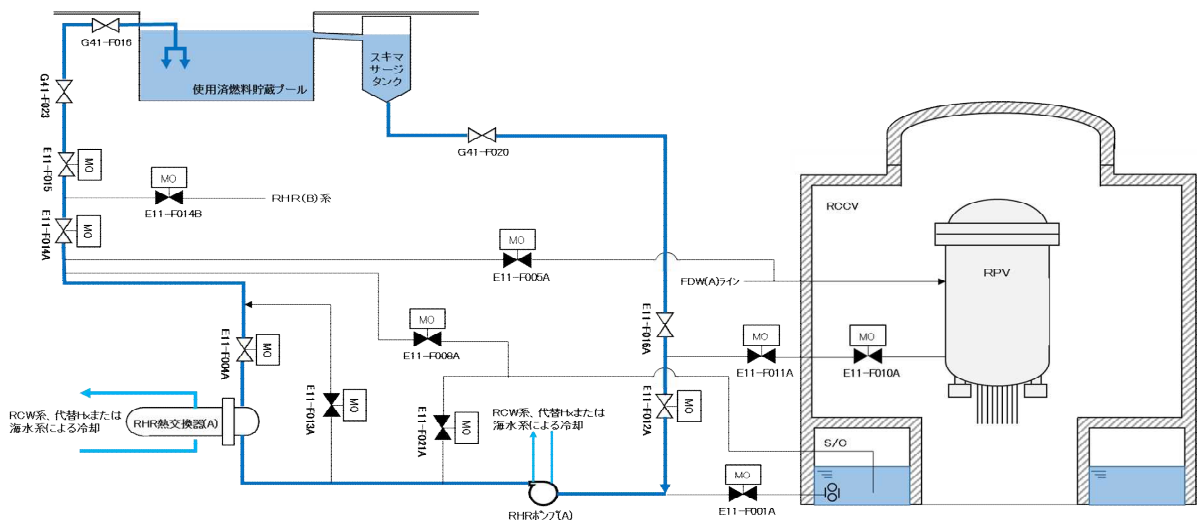 G41-F016
スキマ
サージ
タンク
使用済燃料貯蔵プール
G41-F023
G41-F020
E11-F015
MO
MO
RHR(B)系
E11-F014B
E11-F014A
MO
RCCV
MO
E11-F005A
FDW(A)ライン
RPV
E11-F016A
MO
E11-F008A
MO
E11-F011A
MO
E11-F010A
E11-F004A
MO
E11-F013A
MO
E11-F021A
MO
E11-F012A
MO
RCW系、代替Hxまたは
海水系による冷却
RHR熱交換器(A)
RCW系、代替Hxまたは
海水系による冷却
S/C
MO
E11-F001A
RHRポンプ(A)